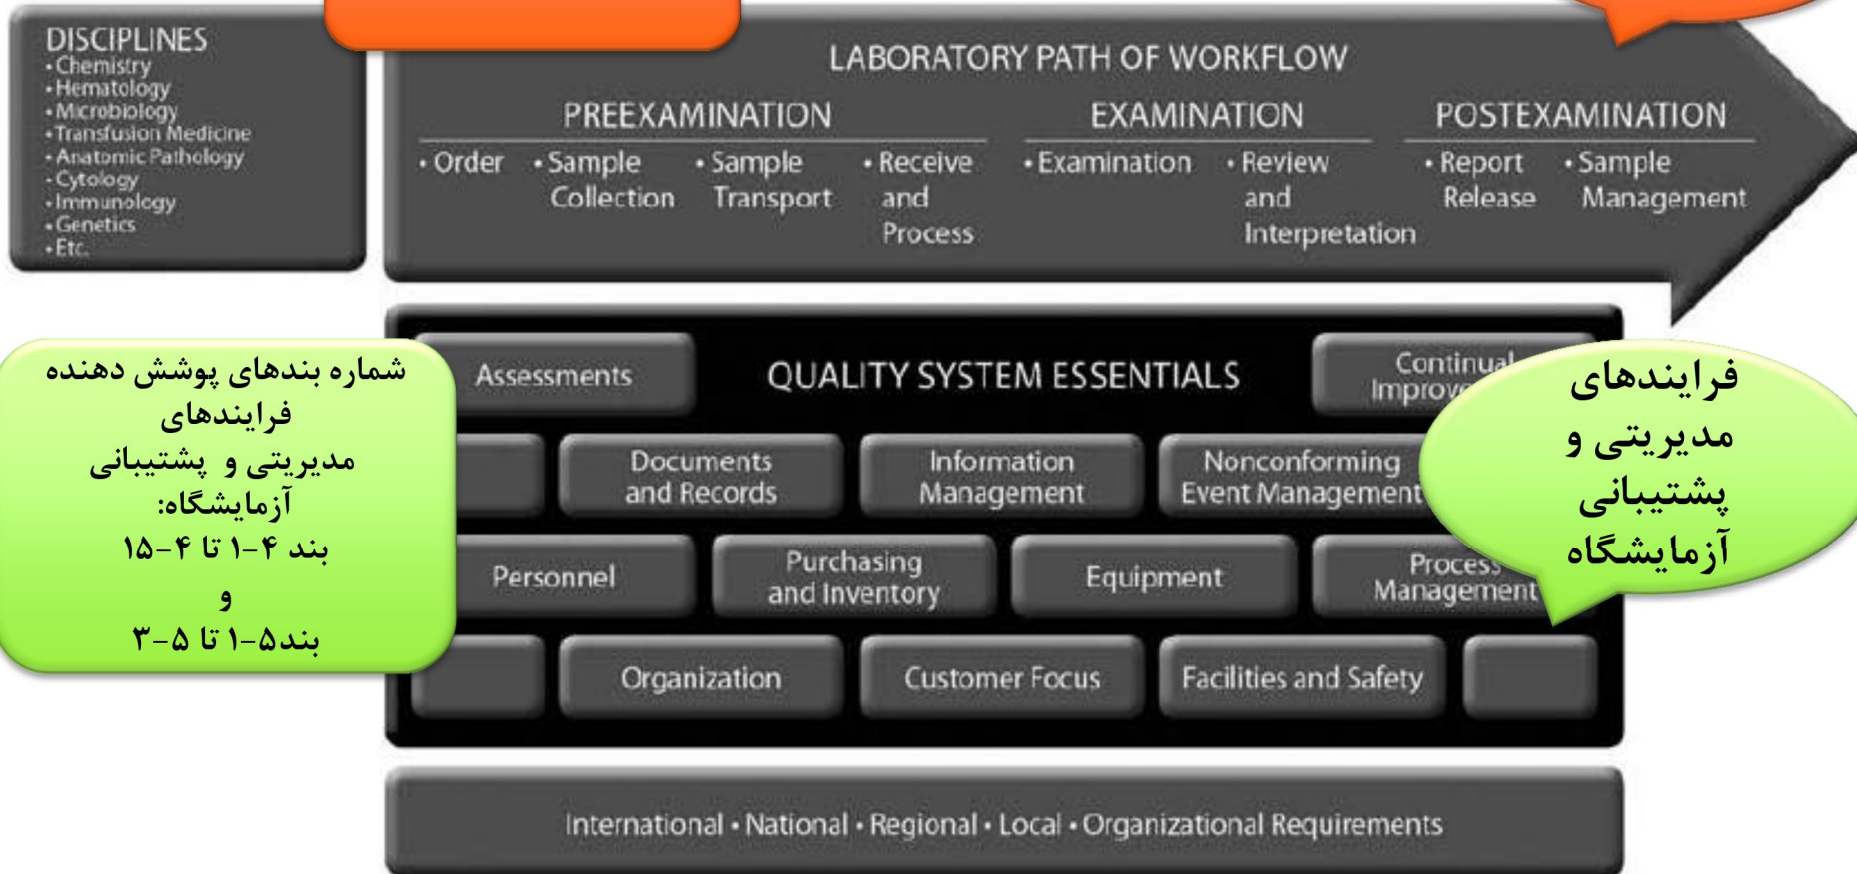 DISCIPLINES
• Chemistry
• Hematology
• Microbiology
• Transfusion Medicine
• Anatomic Pathology
• Cytology
• Immunology
• Genetics
• Etc.
LABORATORY PATH OF WORKFLOW
PREEXAMINATION
• Order
• Sample
Collection
• Sample
Transport
• Receive
and
Process
EXAMINATION
• Examination
• Review
and
Interpretation
POSTEXAMINATION
• Report
Release
• Sample
Management
شماره بندهای پوشش دهنده
فرایندهای
مدیریتی و پشتیبانی
آزمایشگاه:
بند ۴-۱ تا ۴-۱۵
و
بند۵-۱ تا ۵-۳
Assessments
QUALITY SYSTEM ESSENTIALS
Continual
فرایندهای
مدیریتی و
پشتیبانی
آزمایشگاه
Documents
and Records
Information
Management
Nonconforming
Event Management
Personnel
Purchasing
and Inventory
Equipment
Process
Management
Organization
Customer Focus
Facilities and Safety
International • National • Regional • Local • Organizational Requirements